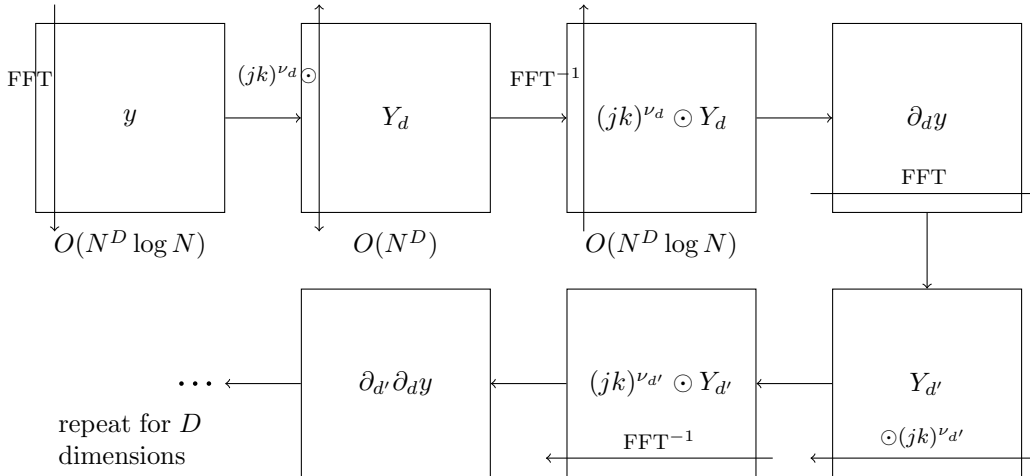 FFT
y
(jk)^{ν_d} ⊙
Y_d
FFT^{-1}
(jk)^{ν_d} ⊙ Y_d
∂_d y
FFT
O(N^D log N)
O(N^D)
O(N^D log N)
∂_{d'}∂_d y
(jk)^{ν_{d'}} ⊙ Y_{d'}
Y_{d'}
...
repeat for D
dimensions
FFT^{-1}
⊙(jk)^{ν_{d'}}